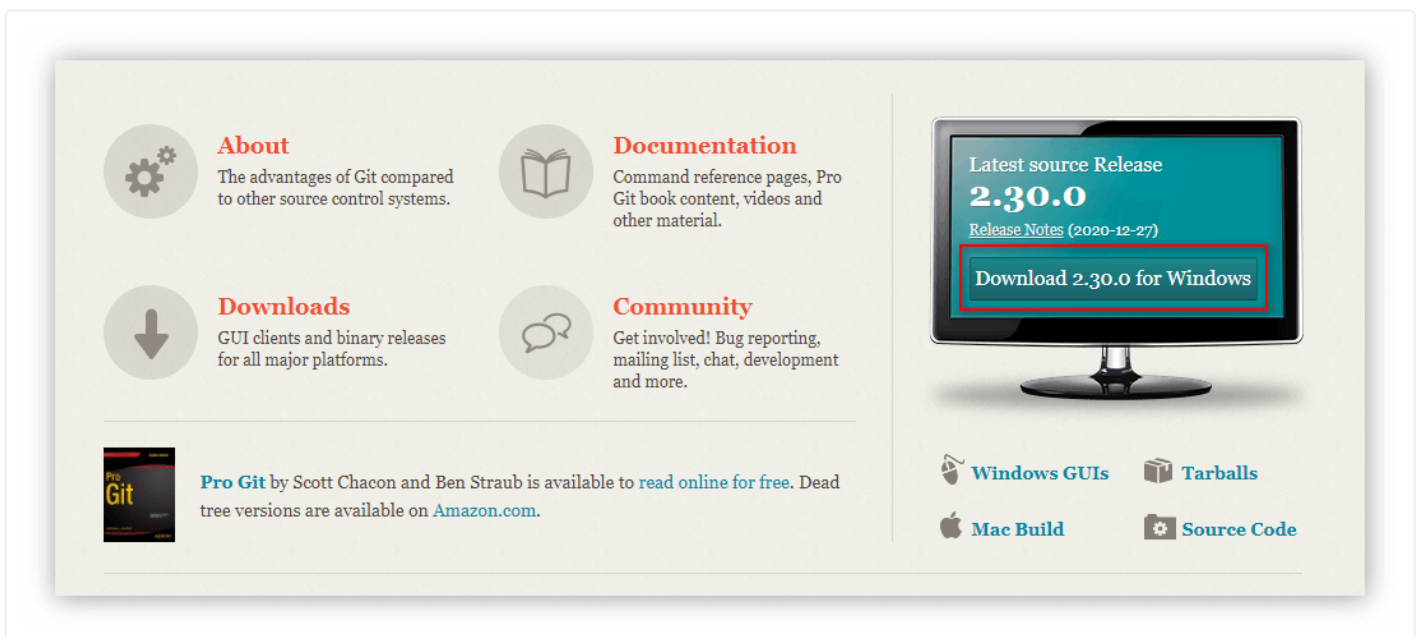 About
The advantages of Git compared
to other source control systems.
Documentation
Command reference pages, Pro
Git book content, videos and
other material.
Downloads
GUI clients and binary releases
for all major platforms.
Community
Get involved! Bug reporting,
mailing list, chat, development
and more.
Pro
Git
Pro Git by Scott Chacon and Ben Straub is available to read online for free. Dead
tree versions are available on Amazon.com.
Latest source Release
2.30.0
Release Notes (2020-12-27)
Download 2.30.0 for Windows
Windows GUIs
Tarballs
Mac Build
Source Code